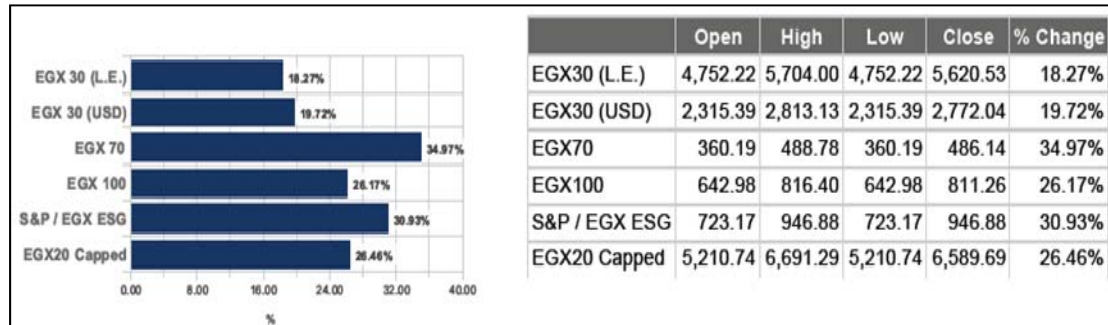 EGX 30 (L.E.) 18.27%
EGX 30 (USD) 19.72%
EGX 70 34.97%
EGX 100 26.17%
S&P / EGX ESG 30.93%
EGX20 Capped 26.46%
0.00 8.00 16.00 24.00 32.00 40.00
%
Open High Low Close % Change
EGX30 (L.E.) 4,752.22 5,704.00 4,752.22 5,620.53 18.27%
EGX30 (USD) 2,315.39 2,813.13 2,315.39 2,772.04 19.72%
EGX70 360.19 488.78 360.19 486.14 34.97%
EGX100 642.98 816.40 642.98 811.26 26.17%
S&P / EGX ESG 723.17 946.88 723.17 946.88 30.93%
EGX20 Capped 5,210.74 6,691.29 5,210.74 6,589.69 26.46%